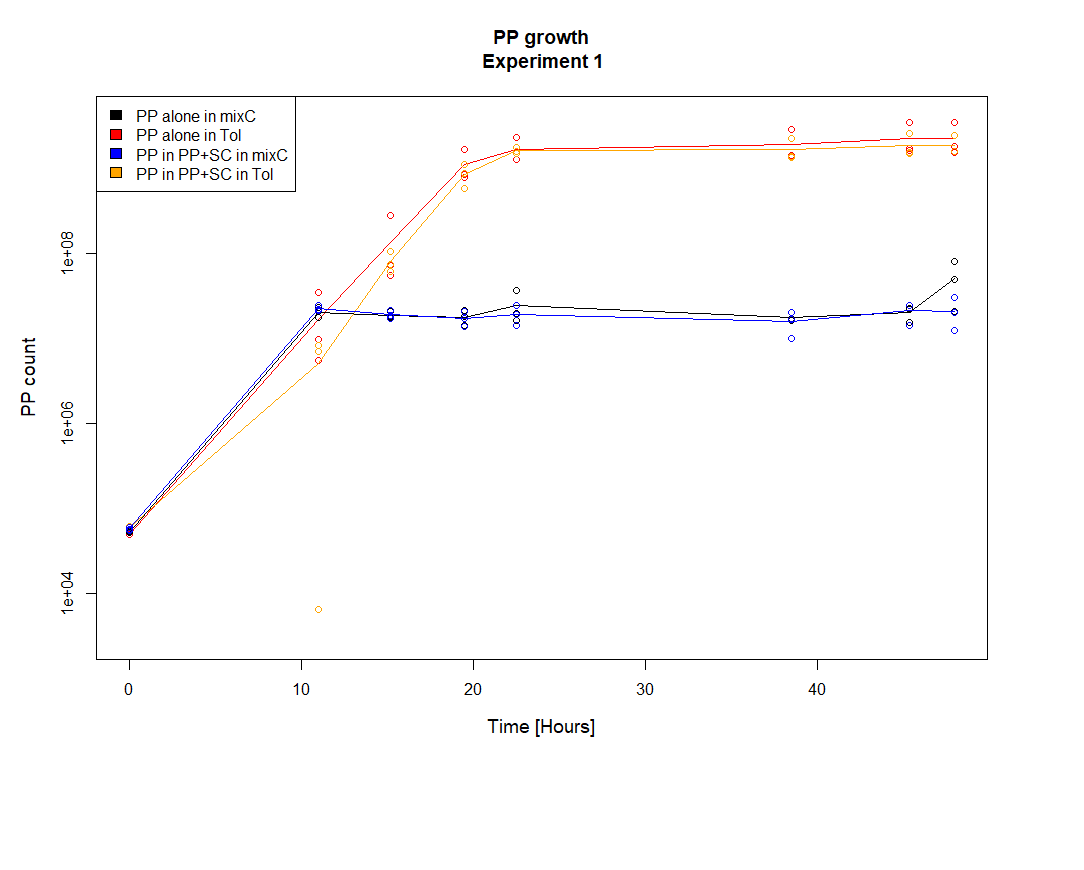 PP growth
Experiment 1
PP alone in mixC
PP alone in Tol
PP in PP+SC in mixC
PP in PP+SC in Tol
PP count
1e+08
1e+06
1e+04
0 10 20 30 40
Time [Hours]